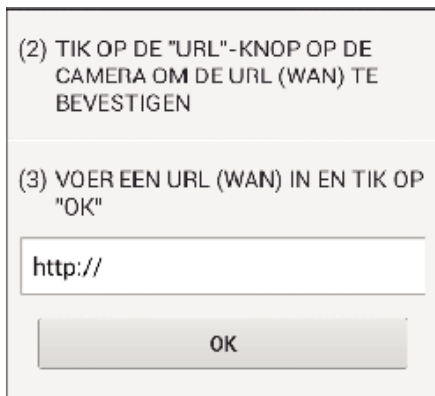 (2) TIK OP DE "URL"-KNOP OP DE
CAMERA OM DE URL (WAN) TE
BEVESTIGEN
(3) VOER EEN URL (WAN) IN EN TIK OP
"OK"
http://
OK